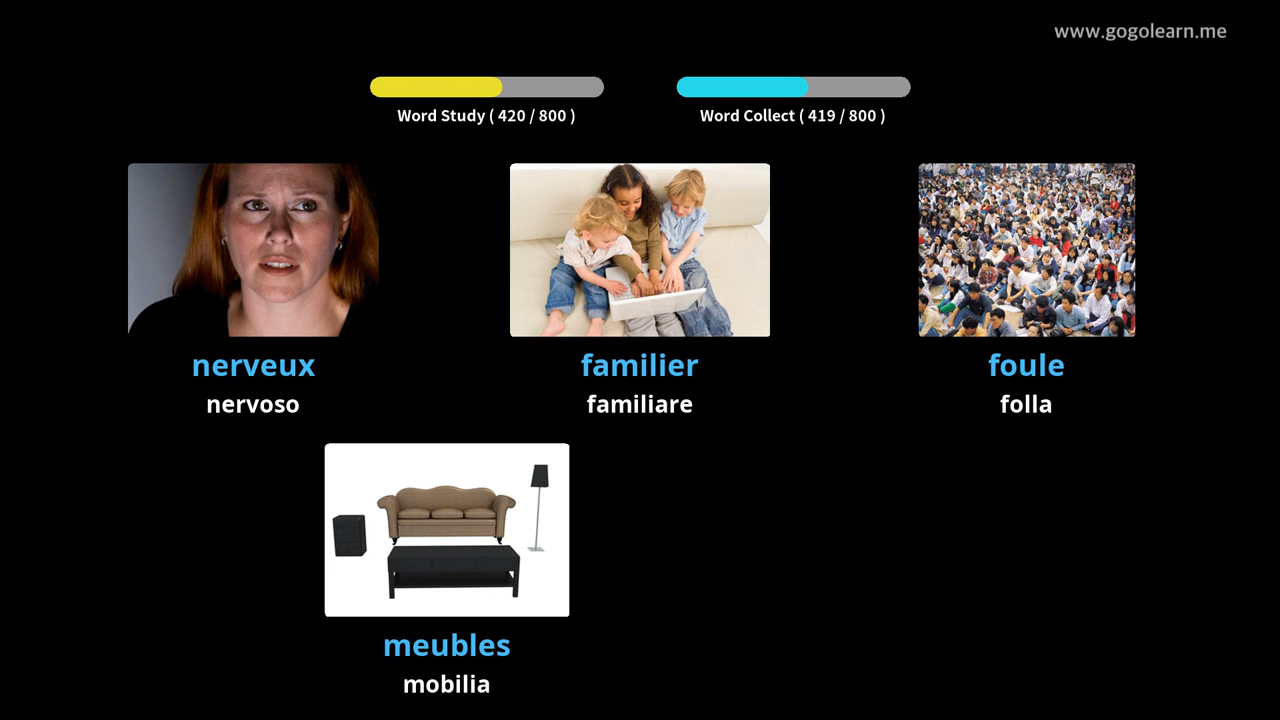 www.gogolearn.me
Word Study ( 420 / 800 )
Word Collect ( 419 / 800 )
nerveux
nervoso
familier
familiare
foule
folla
meubles
mobilia